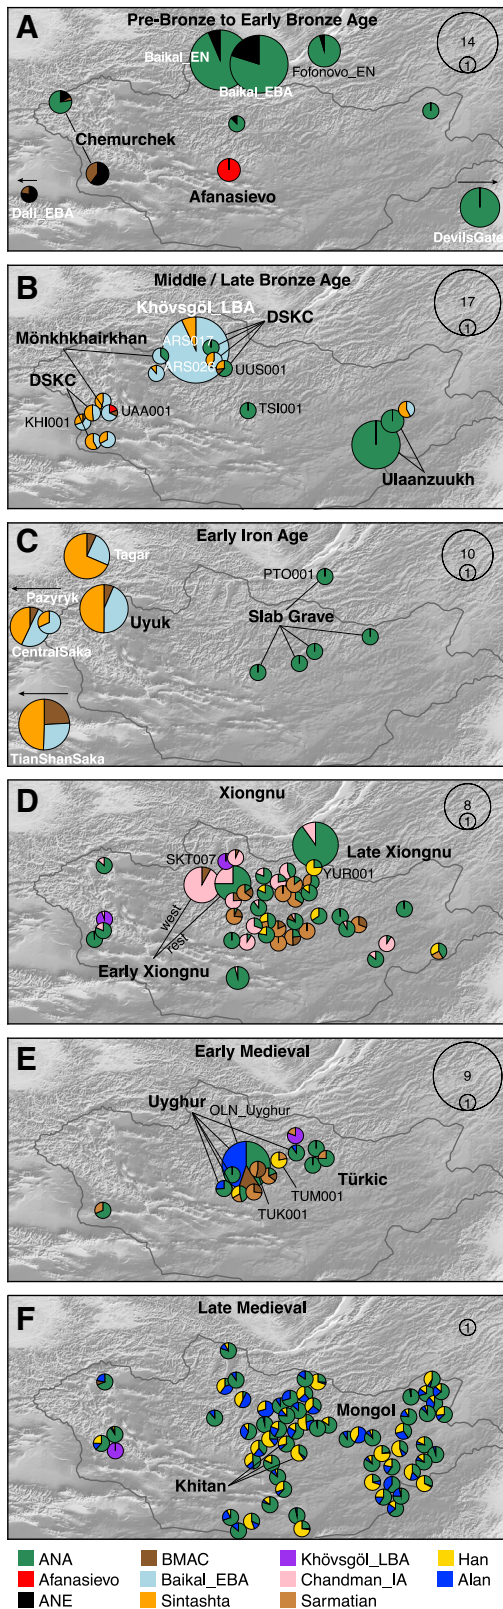 A
Pre-Bronze to Early Bronze Age
Baikal_EN
Fofonovo_EN
Baikal_EBA
14
1
Chemurchek
Afanasievo
Dali_EBA
DevilsGate
B
Middle / Late Bronze Age
Khövsgöl_LBA
DSKC
17
1
Mönkhkhairkhan
ARS017
ARS026
UUS001
DSKC
KHI001
UAA001
TSI001
Ulaanzuukh
C
Early Iron Age
Tagar
10
1
PTO001
Pazyryk
Uyuk
Slab Grave
CentralSaka
TianShanSaka
D
Xiongnu
8
1
SKT007
Late Xiongnu
YUR001
west
rest
Early Xiongnu
E
Early Medieval
9
1
Uyghur
OLN_Uyghur
Türkic
TUM001
TUK001
F
Late Medieval
1
Mongol
Khitan
ANA
BMAC
Khövsgöl_LBA
Han
Afanasievo
Baikal_EBA
Chandman_IA
Alan
ANE
Sintashta
Sarmatian